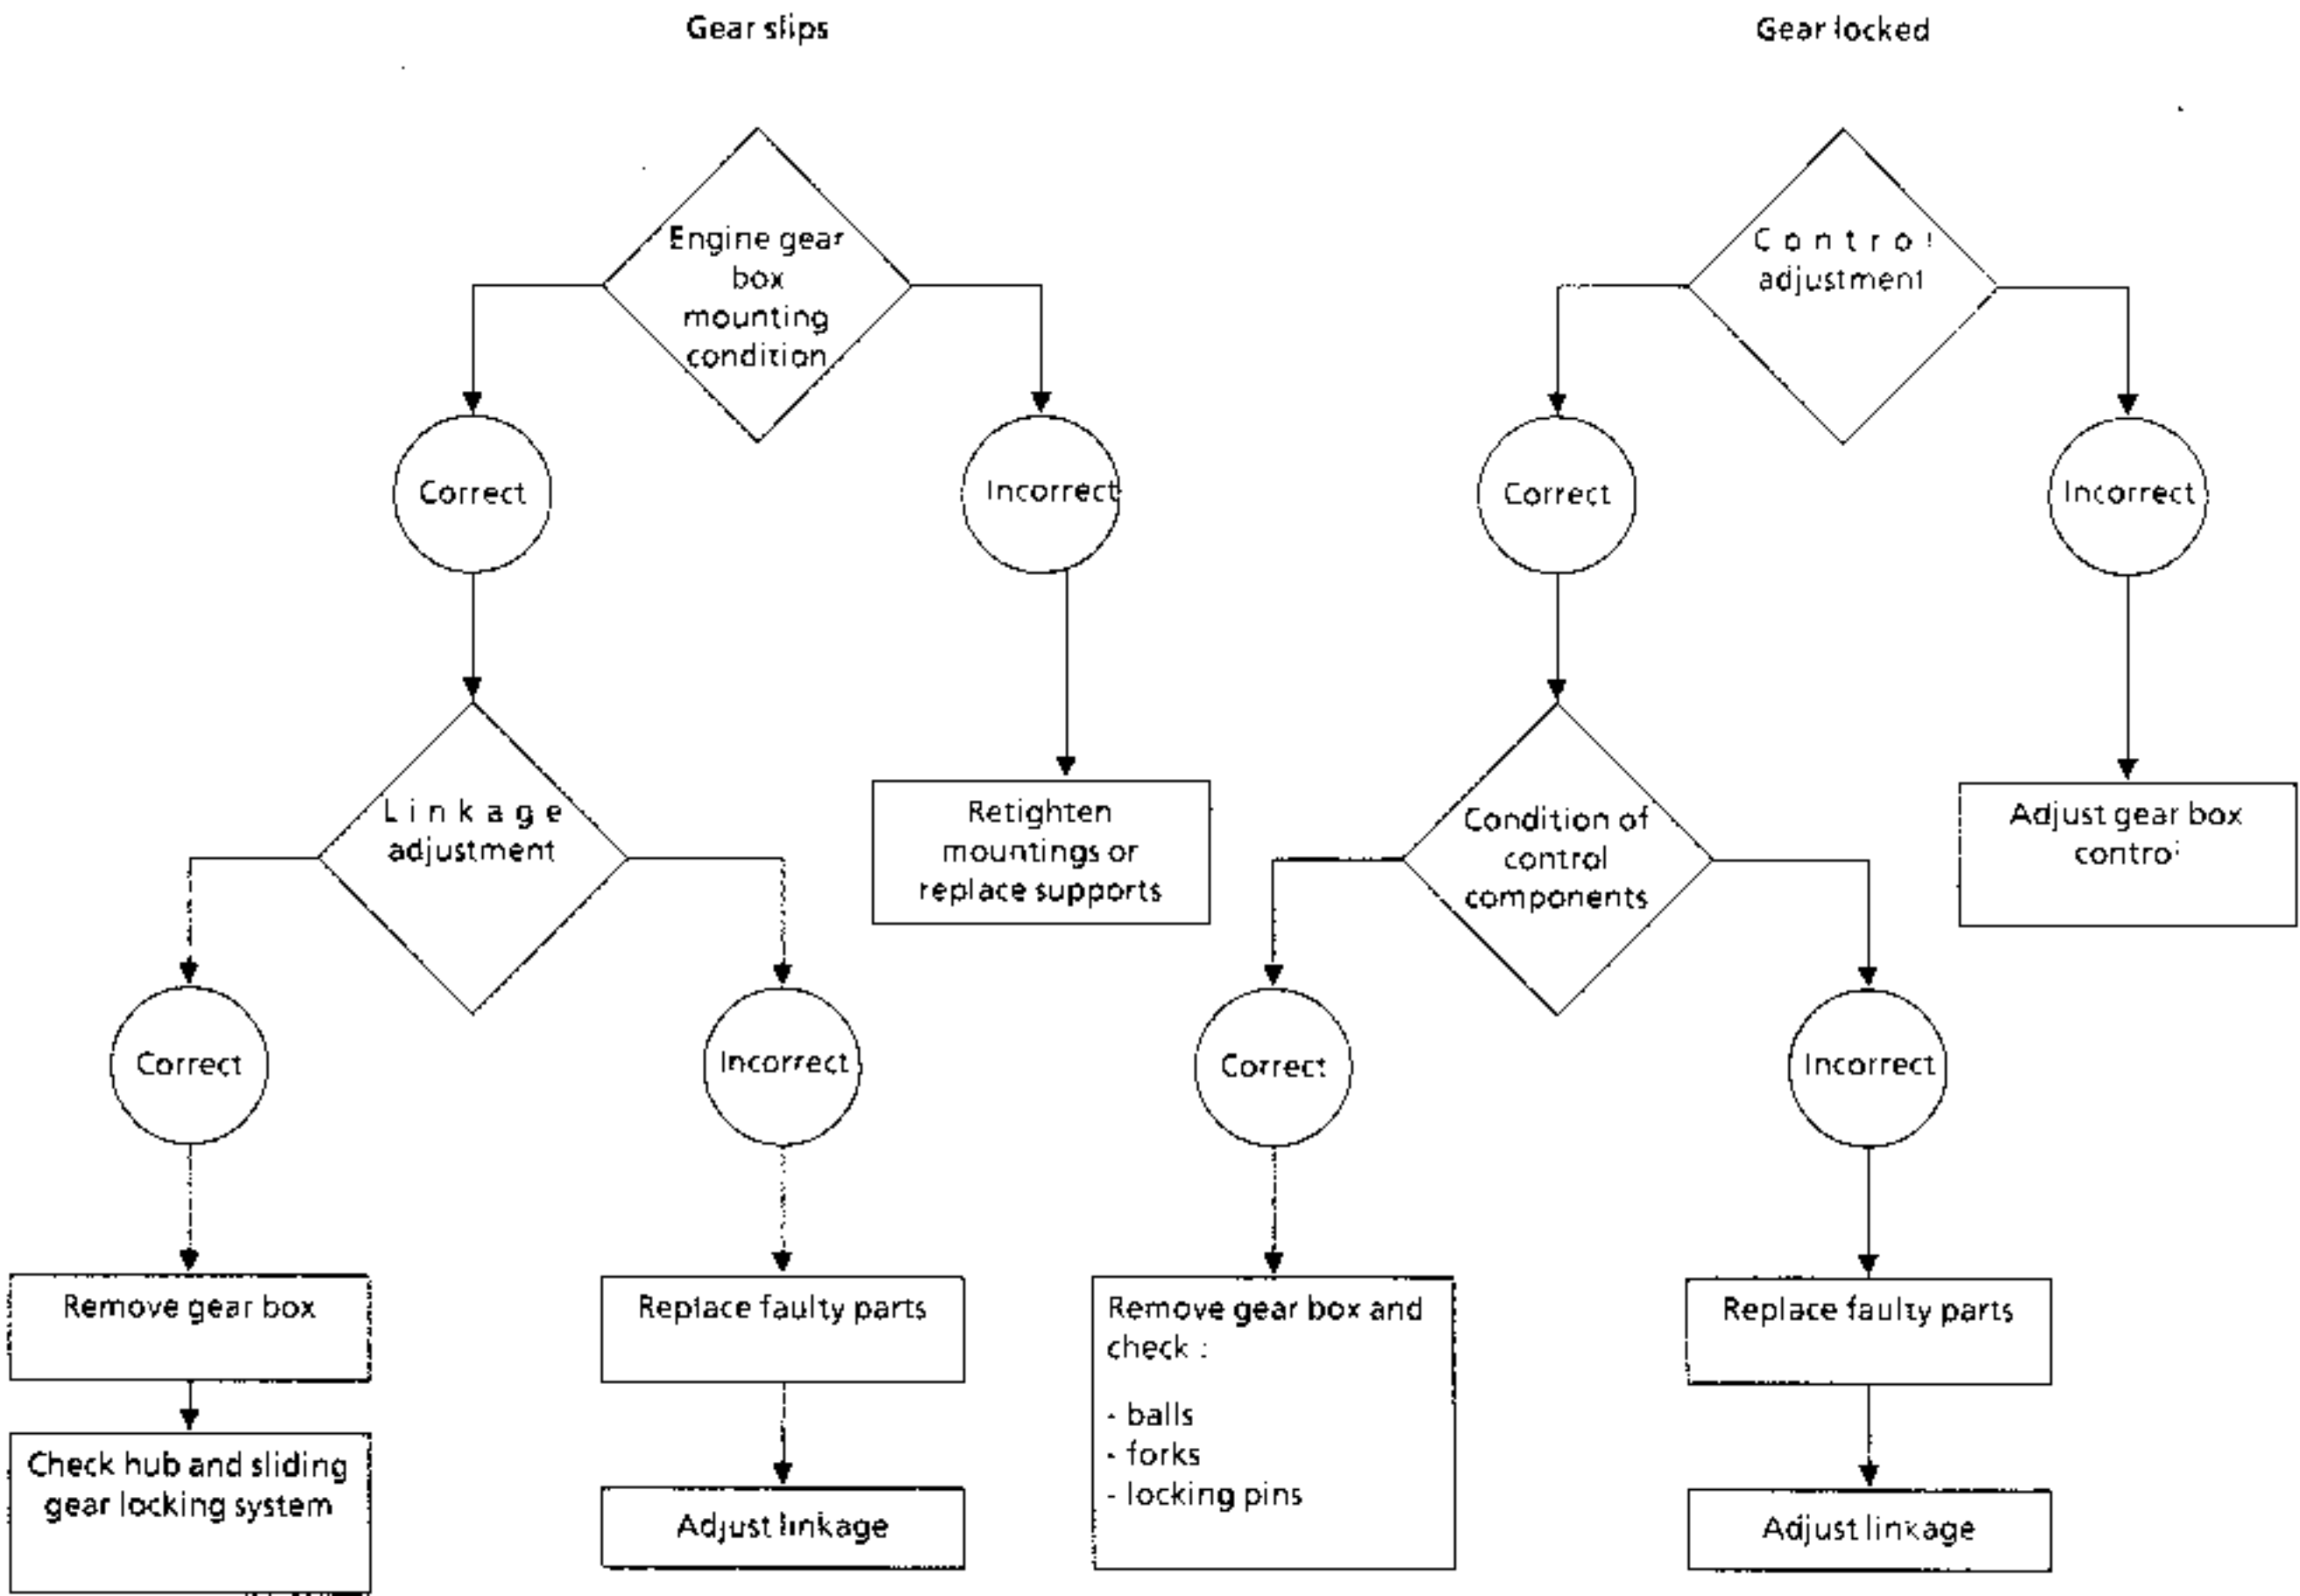 Gear slips
Gear locked
Engine gear
box
mounting
condition
Control
adjustment
Correct
Incorrect
Correct
Incorrect
Linkage
adjustment
Retighten
mountings or
replace supports
Condition of
control
components
Adjust gear box
control
Correct
Incorrect
Correct
Incorrect
Remove gear box
Replace faulty parts
Remove gear box and
check :
- balls
- forks
- locking pins
Replace faulty parts
Check hub and sliding
gear locking system
Adjust linkage
Adjust linkage